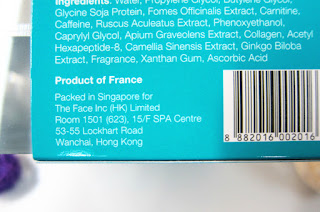 Ingredients: Water, Propylene Glycol, Butylene Glycol,
Glycine Soja Protein, Fomes Officinalis Extract, Carnitine,
Caffeine, Ruscus Aculeatus Extract, Phenoxyethanol,
Caprylyl Glycol, Apium Graveolens Extract, Collagen, Acetyl
Hexapeptide-8, Camellia Sinensis Extract, Ginkgo Biloba
Extract, Fragrance, Xanthan Gum, Ascorbic Acid
Product of France
Packed in Singapore for
The Face Inc (HK) Limited
Room 1501 (623), 15/F SPA Centre
53-55 Lockhart Road
Wanchai, Hong Kong
8 882016 002016